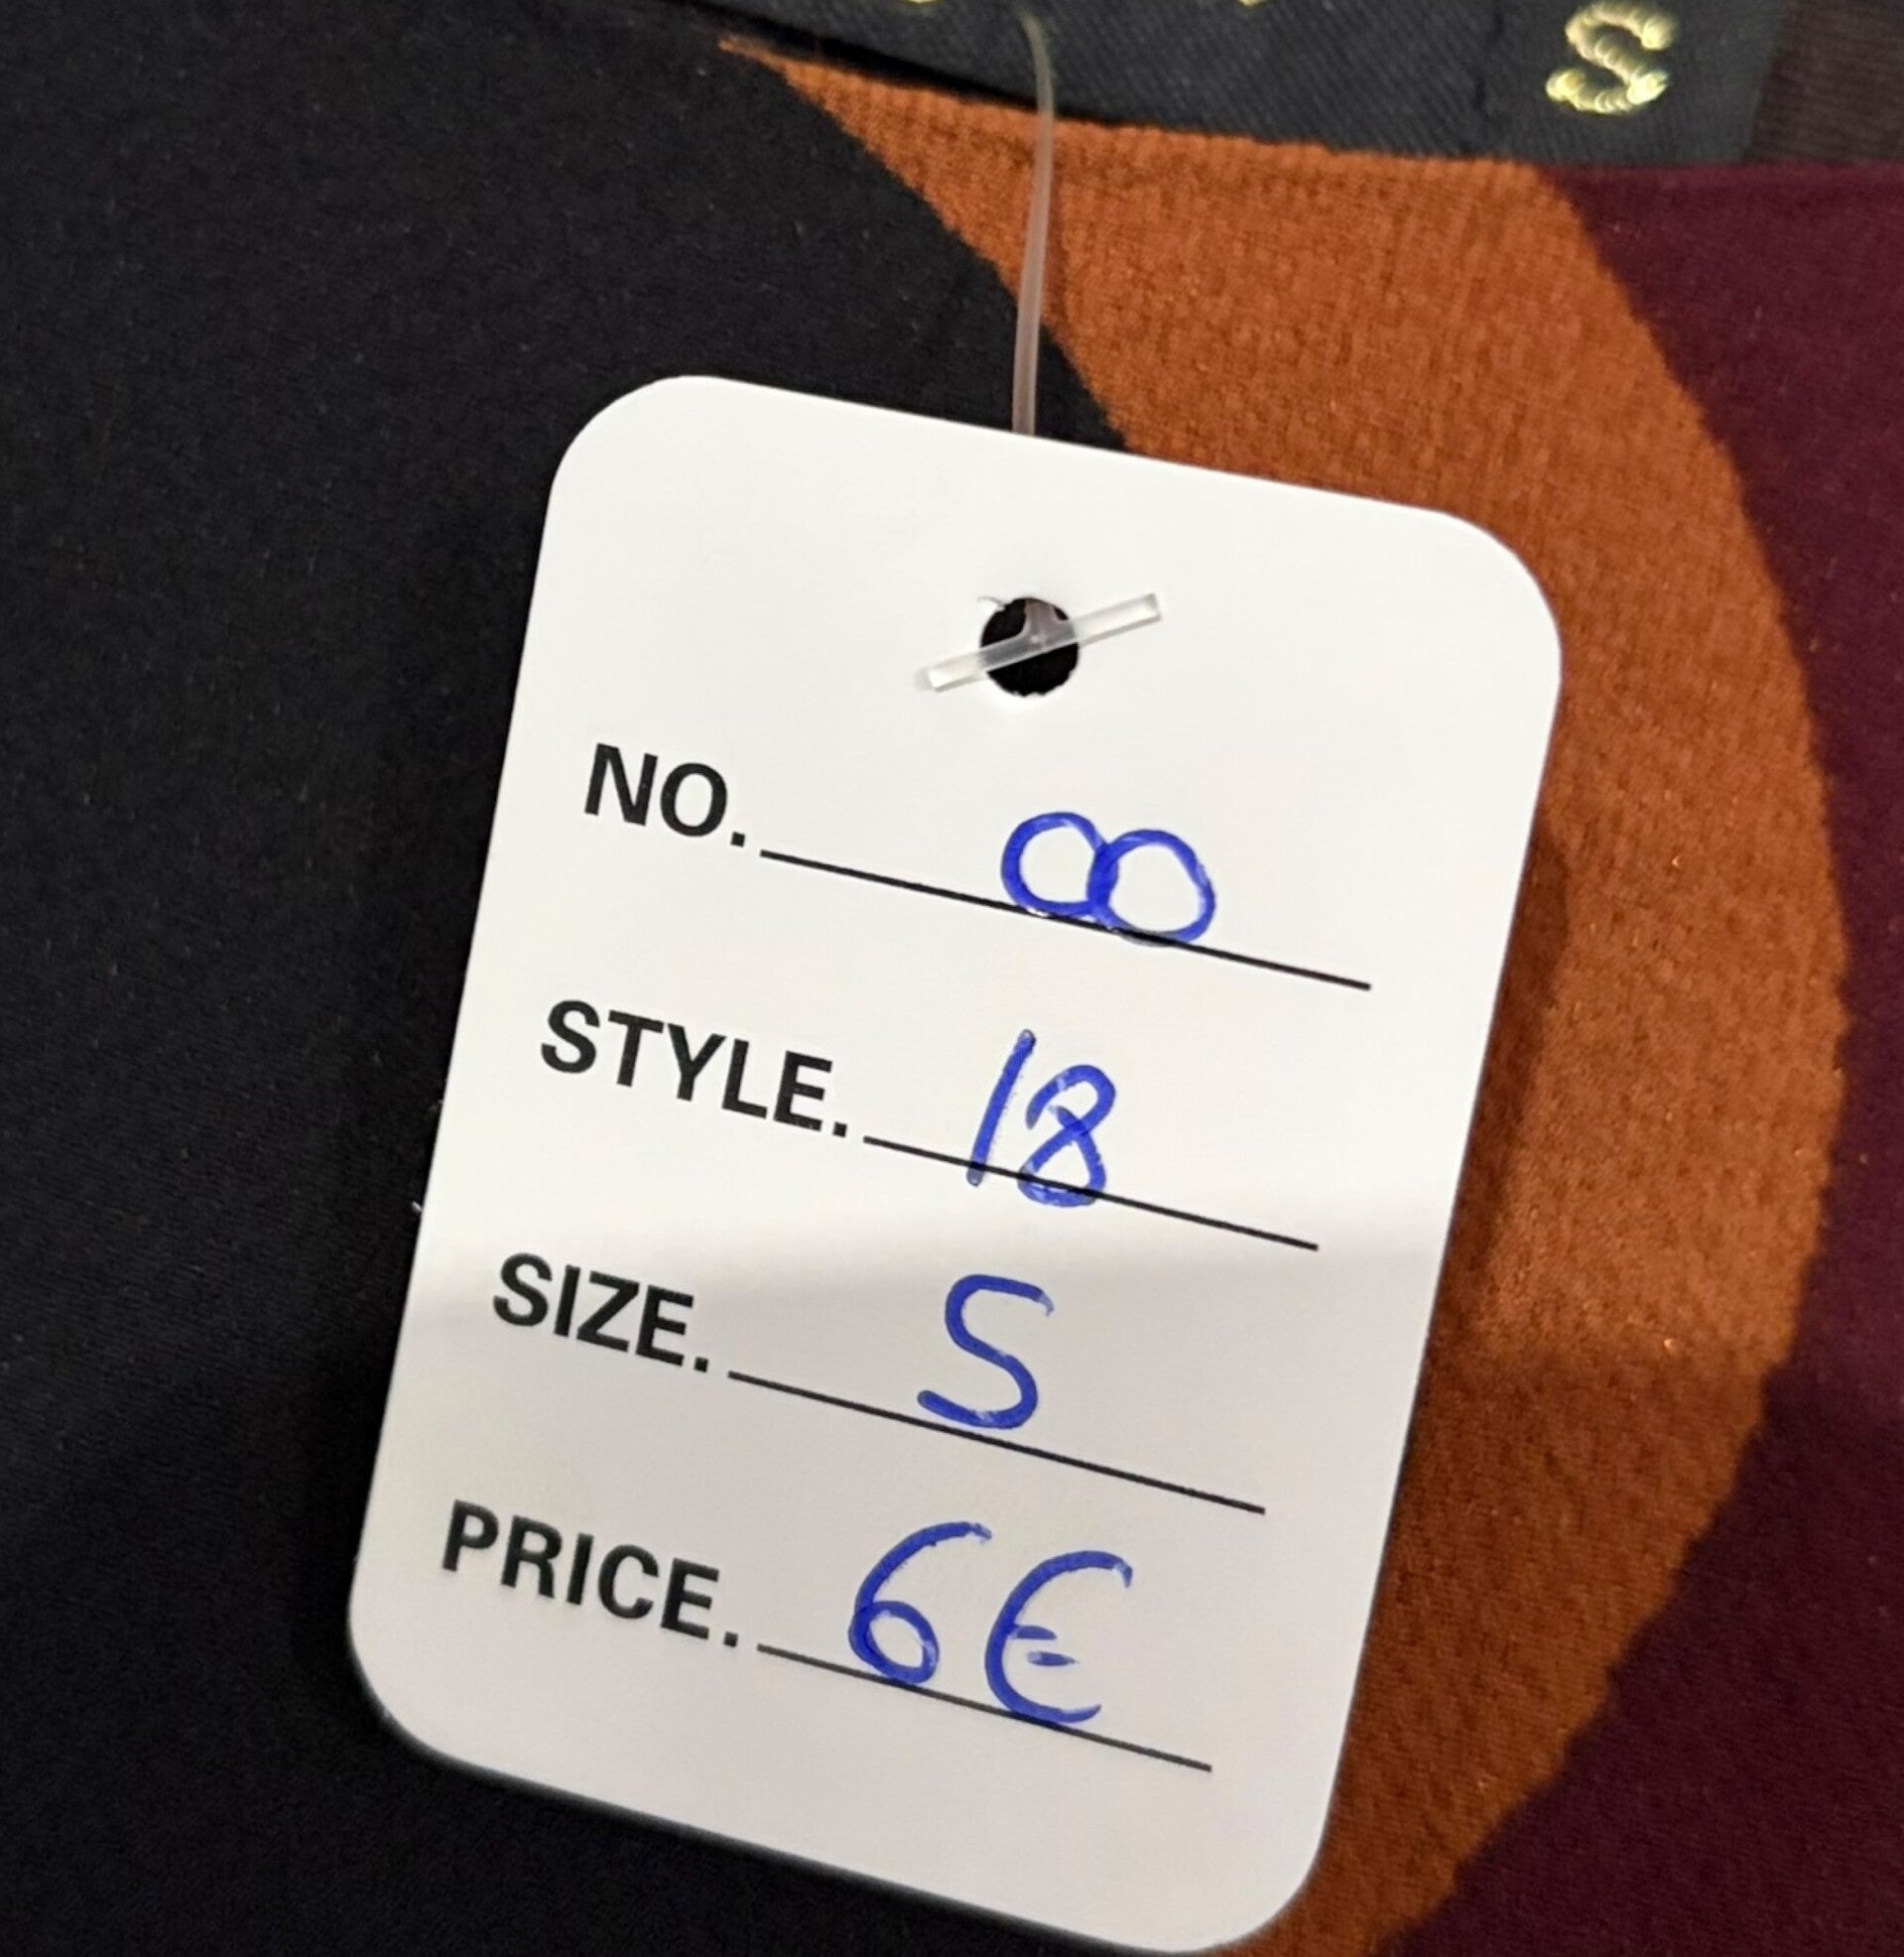 S
NO. 00
STYLE. 18
SIZE. S
PRICE. 6€